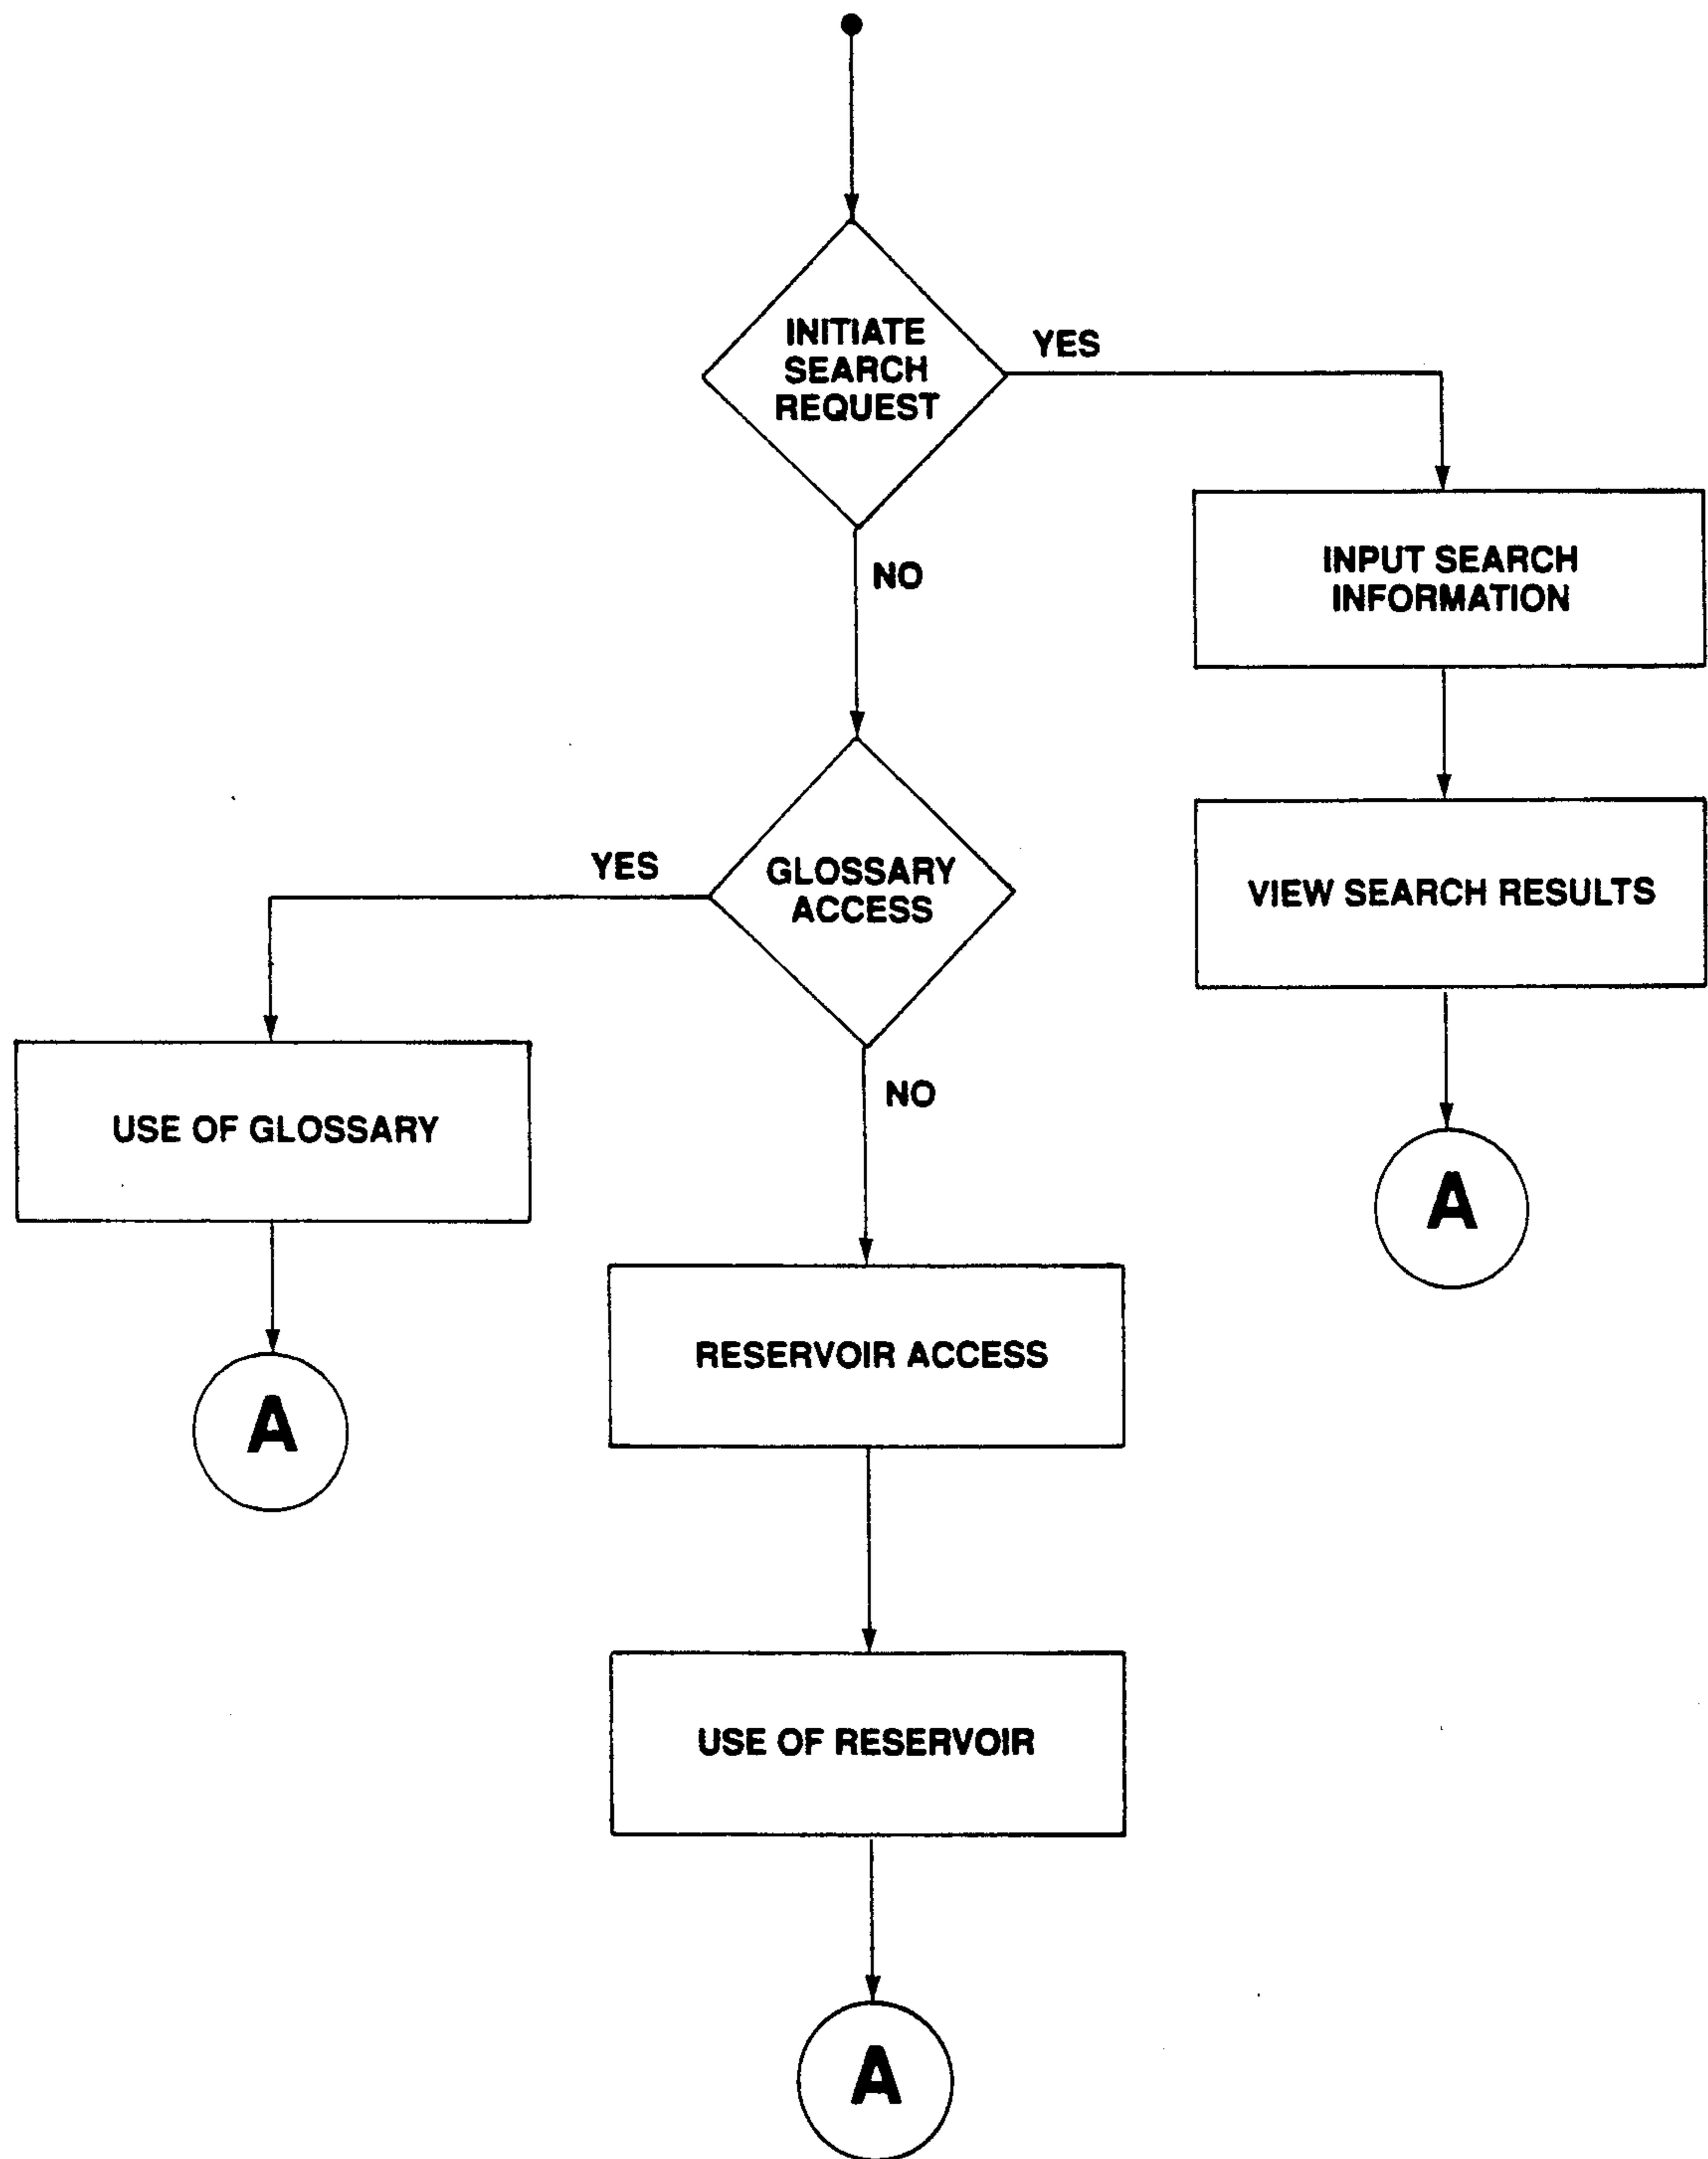 INITIATE
SEARCH
REQUEST
YES
NO
INPUT SEARCH
INFORMATION
YES
GLOSSARY
ACCESS
VIEW SEARCH RESULTS
NO
USE OF GLOSSARY
A
RESERVOIR ACCESS
A
USE OF RESERVOIR
A